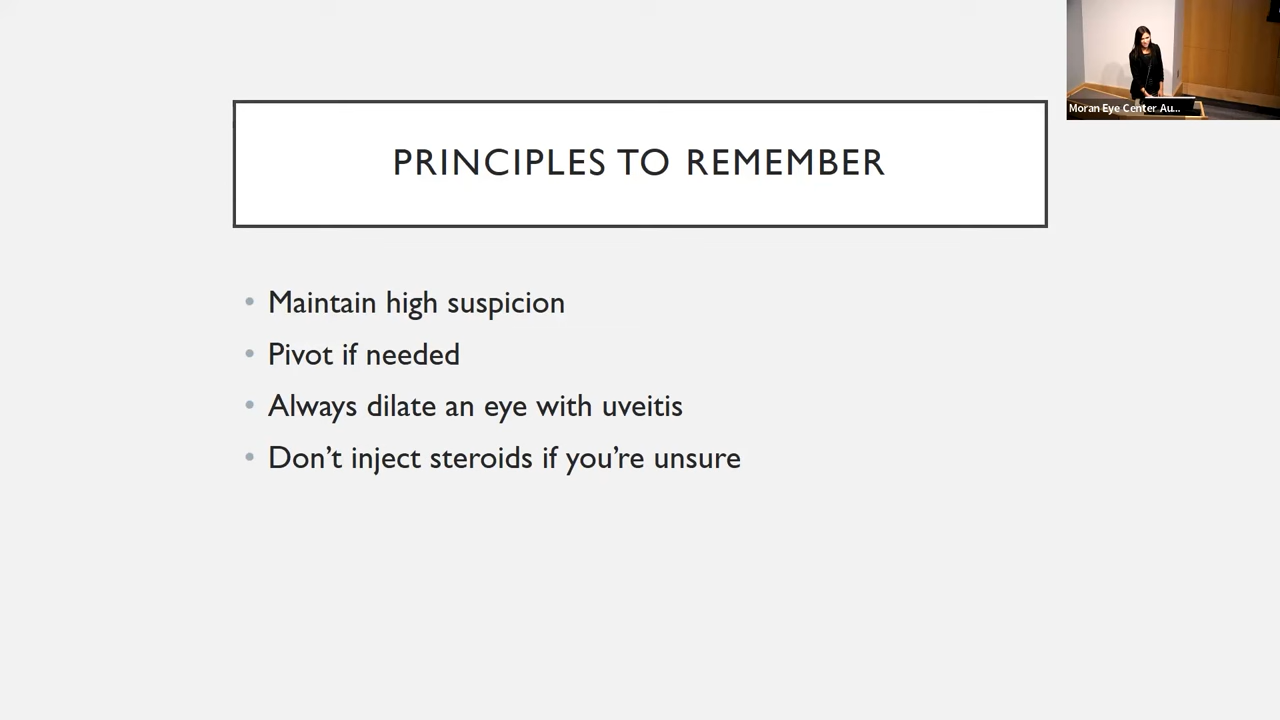 Moran Eye Center Au...
PRINCIPLES TO REMEMBER
• Maintain high suspicion
• Pivot if needed
• Always dilate an eye with uveitis
• Don’t inject steroids if you’re unsure